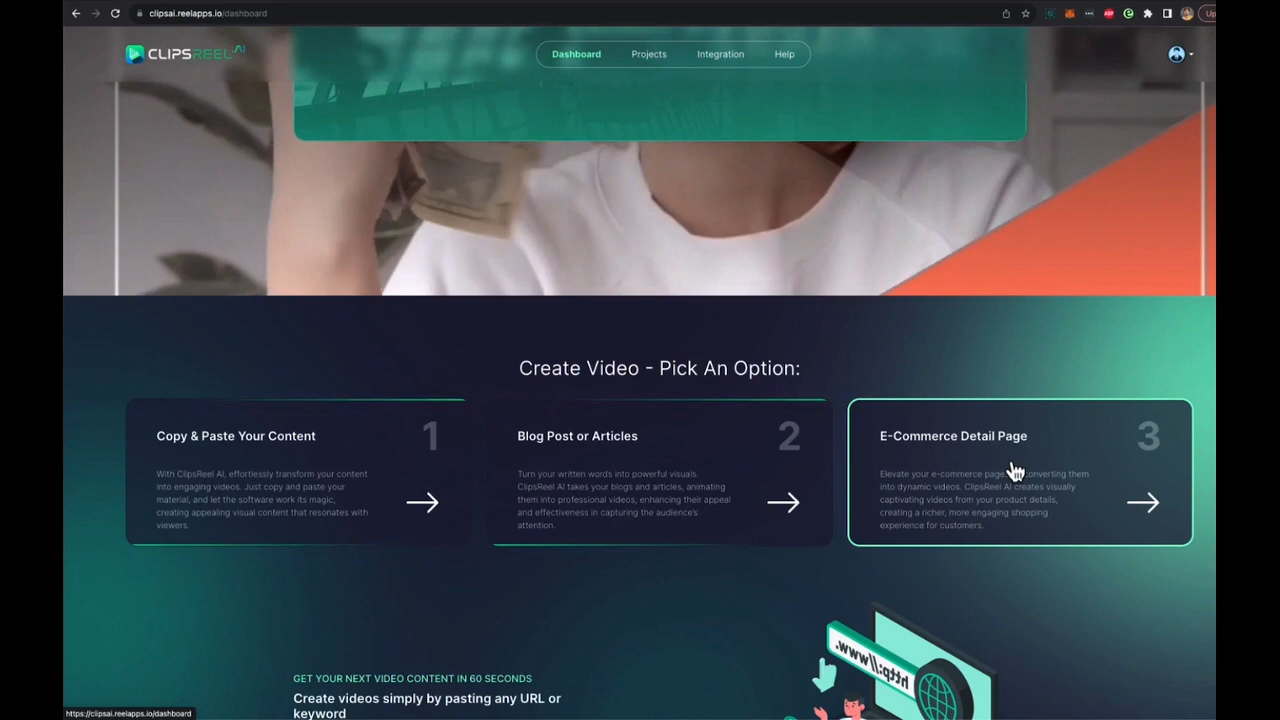 clipsai.reelapps.io/dashboard
Up
CLIPSREEL AI
Dashboard Projects Integration Help
Create Video - Pick An Option:
Copy & Paste Your Content
1
With ClipsReel AI, effortlessly transform your content
into engaging videos. Just copy and paste your
material, and let the software work its magic,
creating appealing visual content that resonates with
viewers.
Blog Post or Articles
2
Turn your written words into powerful visuals.
ClipsReel AI takes your blogs and articles, animating
them into professional videos, enhancing their appeal
and effectiveness in capturing the audience's
attention.
E-Commerce Detail Page
3
Elevate your e-commerce page converting them
into dynamic videos. ClipsReel AI creates visually
captivating videos from your product details,
creating a richer, more engaging shopping
experience for customers.
GET YOUR NEXT VIDEO CONTENT IN 60 SECONDS
Create videos simply by pasting any URL or
keyword
http://www.
https://clipsai.reelapps.io/dashboard